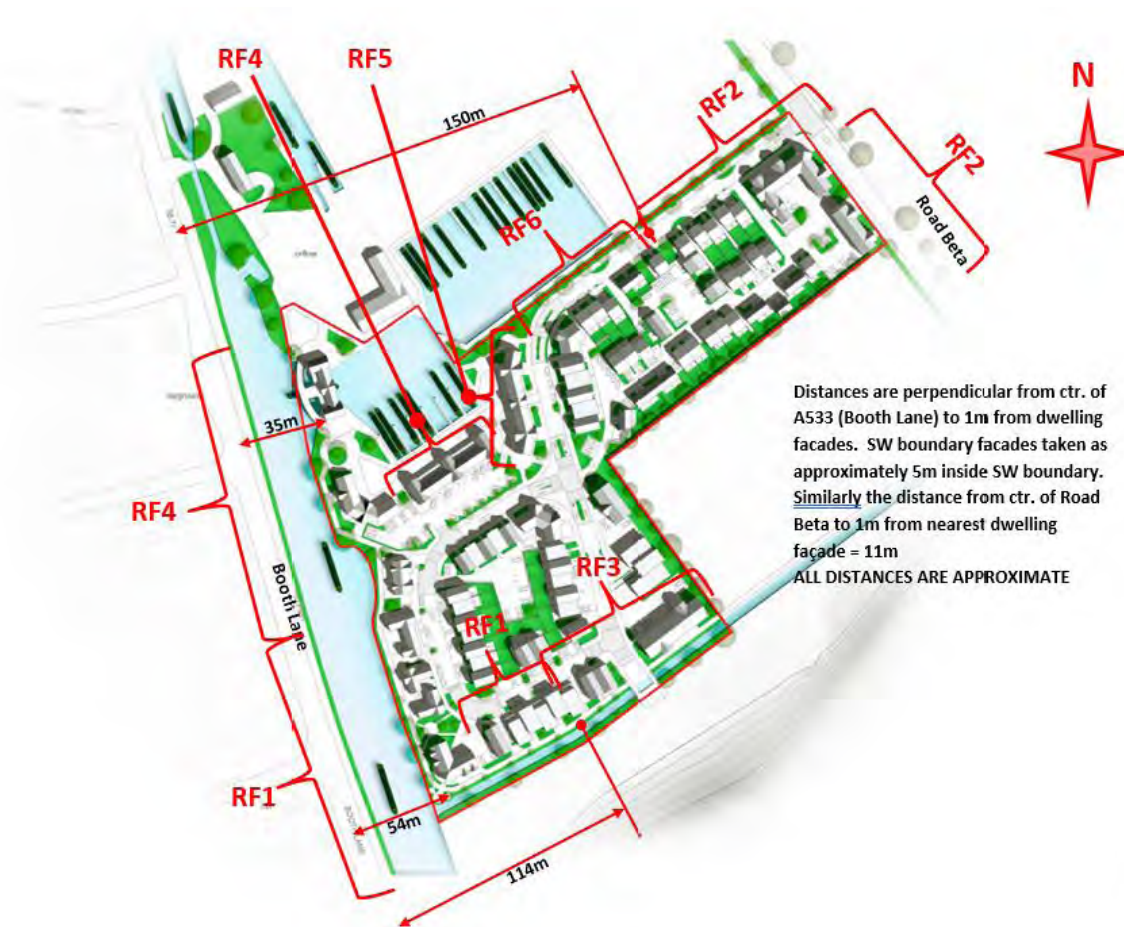 RF4
RF5
N
RF2
150m
RF2
Road Beta
RF6
35m
RF4
Distances are perpendicular from ctr. of
A533 (Booth Lane) to 1m from dwelling
facades. SW boundary facades taken as
approximately 5m inside SW boundary.
Similarly the distance from ctr. of Road
Beta to 1m from nearest dwelling
façade = 11m
ALL DISTANCES ARE APPROXIMATE
Booth Lane
RF3
RF1
RF1
BOOTH LANE
54m
114m